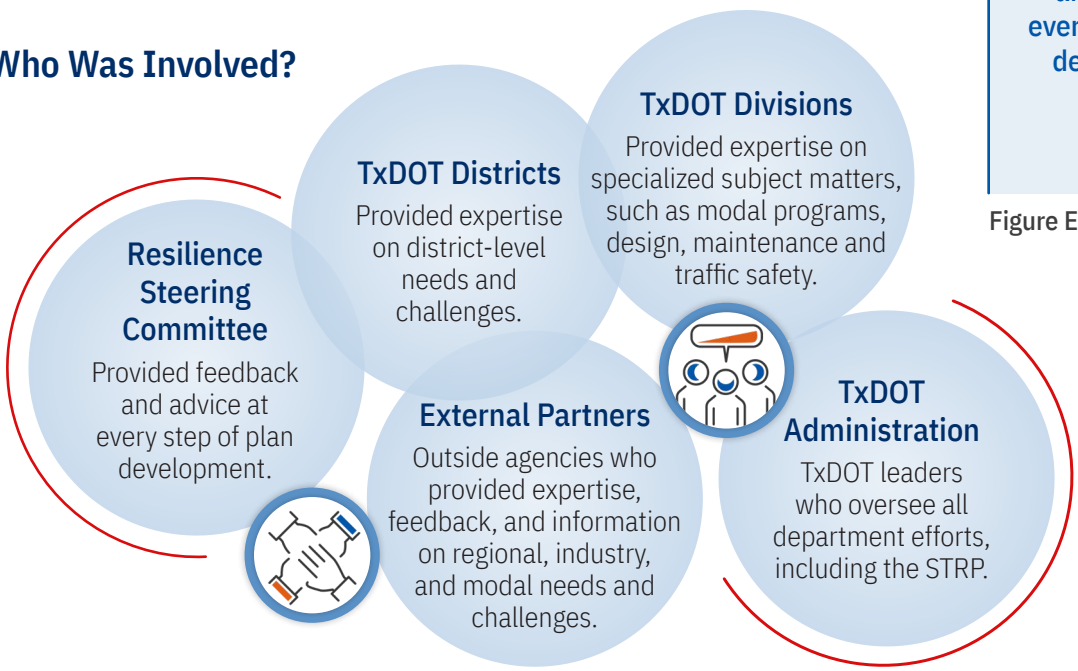 Who Was Involved?
Resilience
Steering
Committee
Provided feedback
and advice at
every step of plan
development.
TxDOT Districts
Provided expertise
on district-level
needs and
challenges.
TxDOT Divisions
Provided expertise on
specialized subject matters,
such as modal programs,
design, maintenance and
traffic safety.
External Partners
Outside agencies who
provided expertise,
feedback, and information
on regional, industry,
and modal needs and
challenges.
TxDOT
Administration
TxDOT leaders
who oversee all
department efforts,
including the STRP.
Figure E